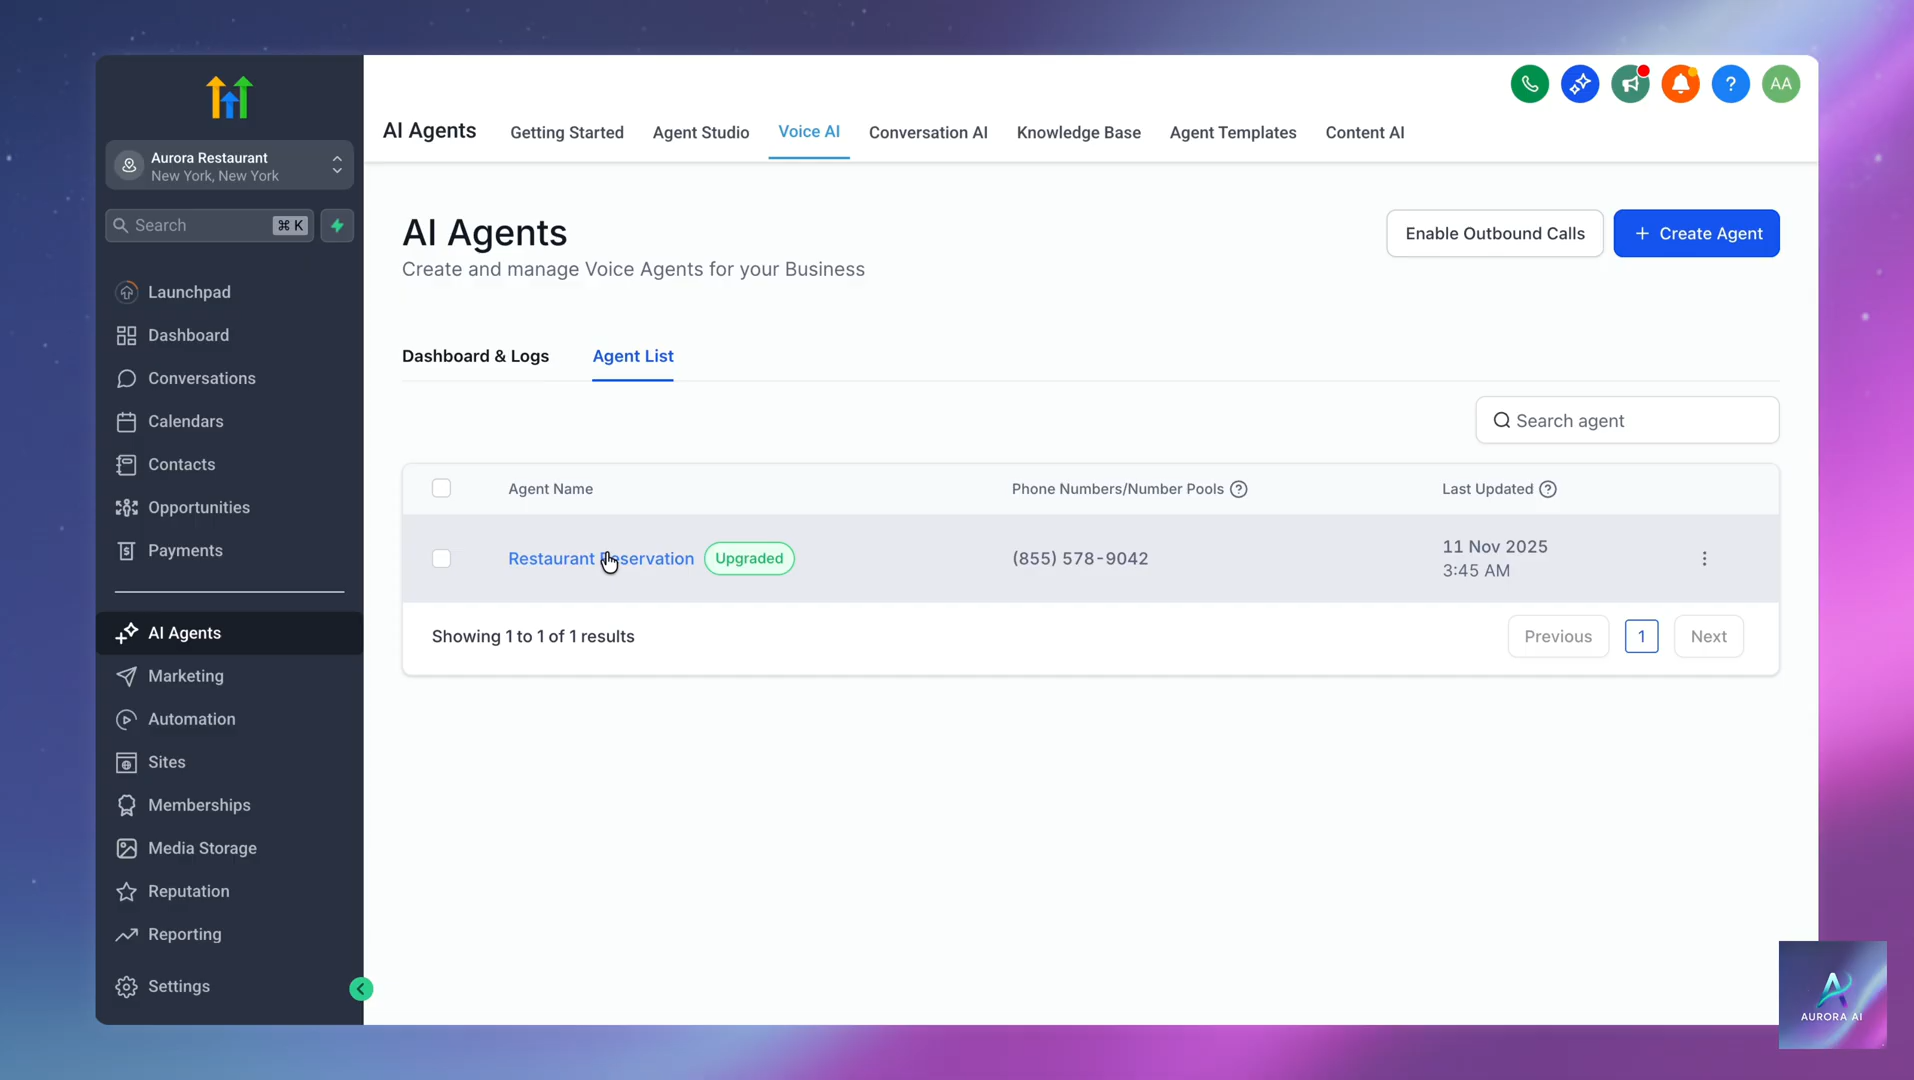 Aurora Restaurant
New York, New York
Search
⌘ K
Launchpad
Dashboard
Conversations
Calendars
Contacts
Opportunities
Payments
AI Agents
Marketing
Automation
Sites
Memberships
Media Storage
Reputation
Reporting
Settings
AI Agents
Getting Started
Agent Studio
Voice AI
Conversation AI
Knowledge Base
Agent Templates
Content AI
?
AA
AI Agents
Create and manage Voice Agents for your Business
Enable Outbound Calls
+ Create Agent
Dashboard & Logs
Agent List
Search agent
Agent Name
Phone Numbers/Number Pools ?
Last Updated ?
Restaurant Reservation
Upgraded
(855) 578-9042
11 Nov 2025
3:45 AM
Showing 1 to 1 of 1 results
Previous
1
Next
AURORA AI